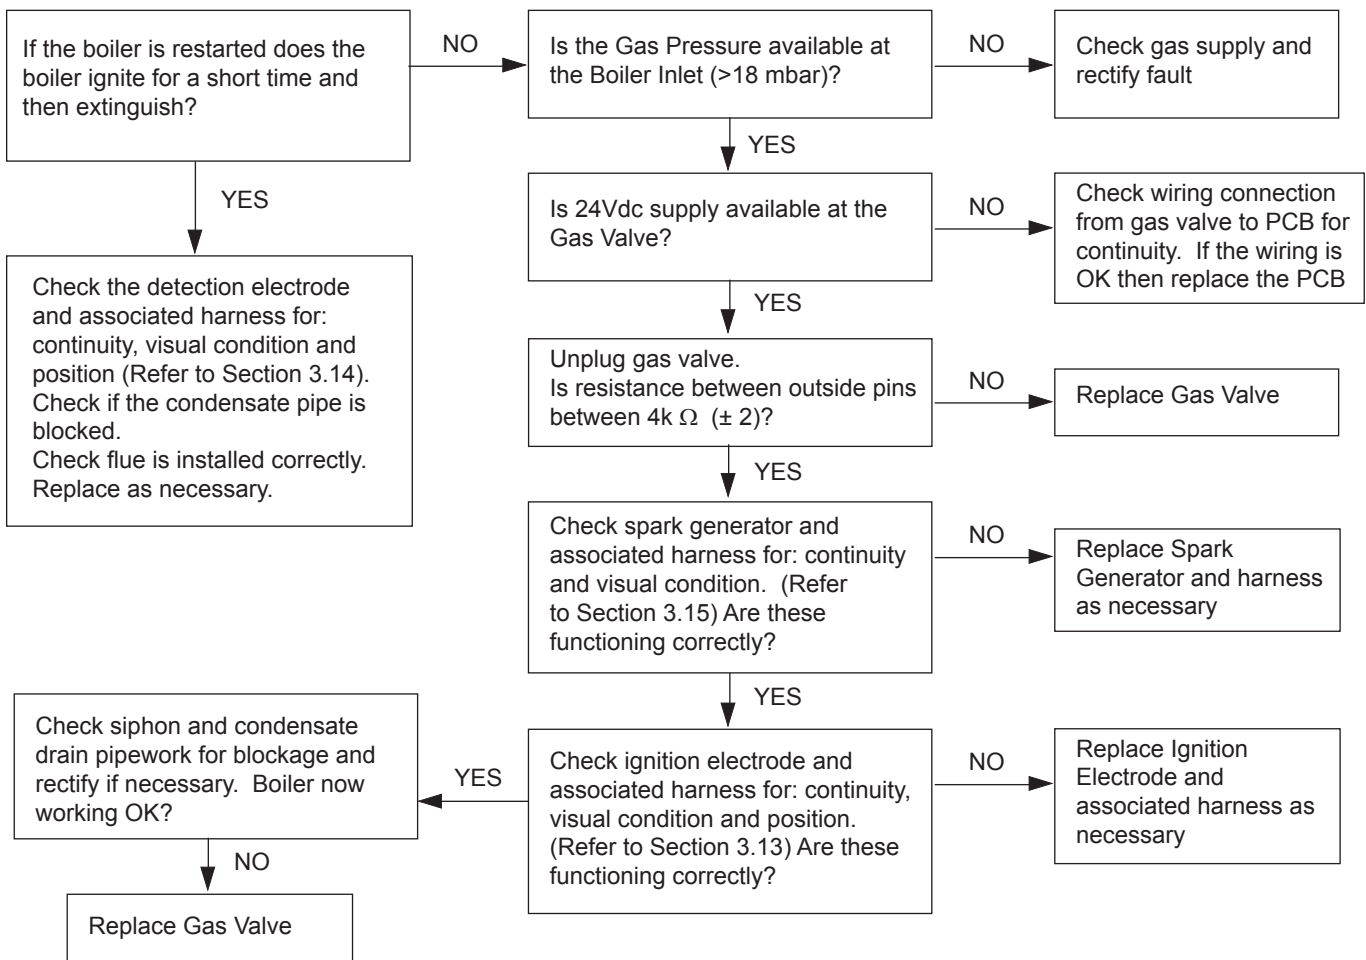 If the boiler is restarted does the
boiler ignite for a short time and
then extinguish?
NO
Is the Gas Pressure available at
the Boiler Inlet (>18 mbar)?
NO
Check gas supply and
rectify fault
YES
YES
Check the detection electrode
and associated harness for:
continuity, visual condition and
position (Refer to Section 3.14).
Check if the condensate pipe is
blocked.
Check flue is installed correctly.
Replace as necessary.
Is 24Vdc supply available at the
Gas Valve?
NO
Check wiring connection
from gas valve to PCB for
continuity.  If the wiring is
OK then replace the PCB
YES
Unplug gas valve.
Is resistance between outside pins
between 4k Ω  (± 2)?
NO
Replace Gas Valve
YES
Check spark generator and
associated harness for: continuity
and visual condition.  (Refer
to Section 3.15) Are these
functioning correctly?
NO
Replace Spark
Generator and harness
as necessary
YES
Check ignition electrode and
associated harness for: continuity,
visual condition and position.
(Refer to Section 3.13) Are these
functioning correctly?
NO
Replace Ignition
Electrode and
associated harness as
necessary
YES
Check siphon and condensate
drain pipework for blockage and
rectify if necessary.  Boiler now
working OK?
NO
Replace Gas Valve